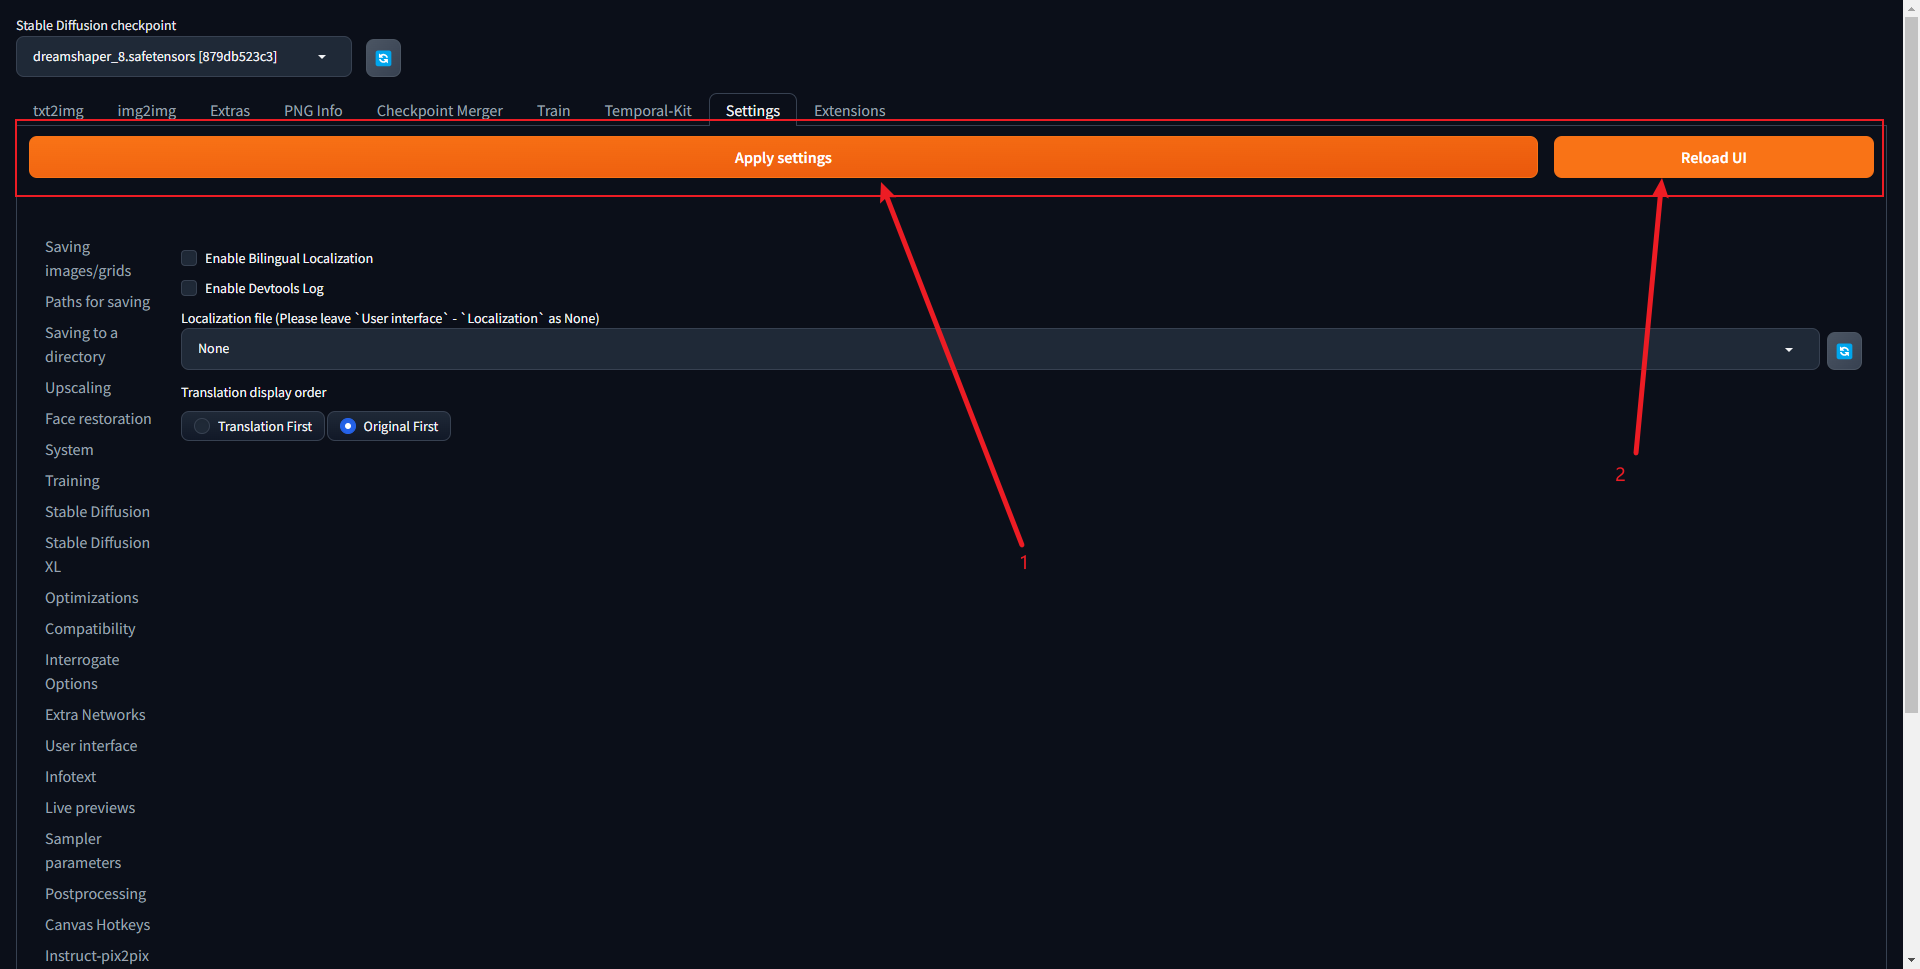 Stable Diffusion checkpoint
dreamshaper_8.safetensors [879db523c3]
txt2img img2img Extras PNG Info Checkpoint Merger Train Temporal-Kit Settings Extensions
Apply settings Reload UI
Saving
images/grids
Paths for saving
Saving to a
directory
Upscaling
Face restoration
System
Training
Stable Diffusion
Stable Diffusion
XL
Optimizations
Compatibility
Interrogate
Options
Extra Networks
User interface
Infotext
Live previews
Sampler
parameters
Postprocessing
Canvas Hotkeys
Instruct-pix2pix
Enable Bilingual Localization
Enable Devtools Log
Localization file (Please leave `User interface` - `Localization` as None)
None
Translation display order
Translation First Original First
1
2